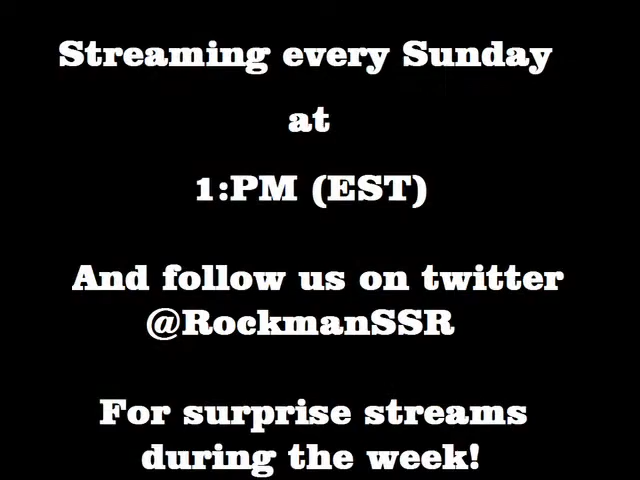 Streaming every Sunday
at
1:PM (EST)
And follow us on twitter
@RockmanSSR
For surprise streams
during the week!